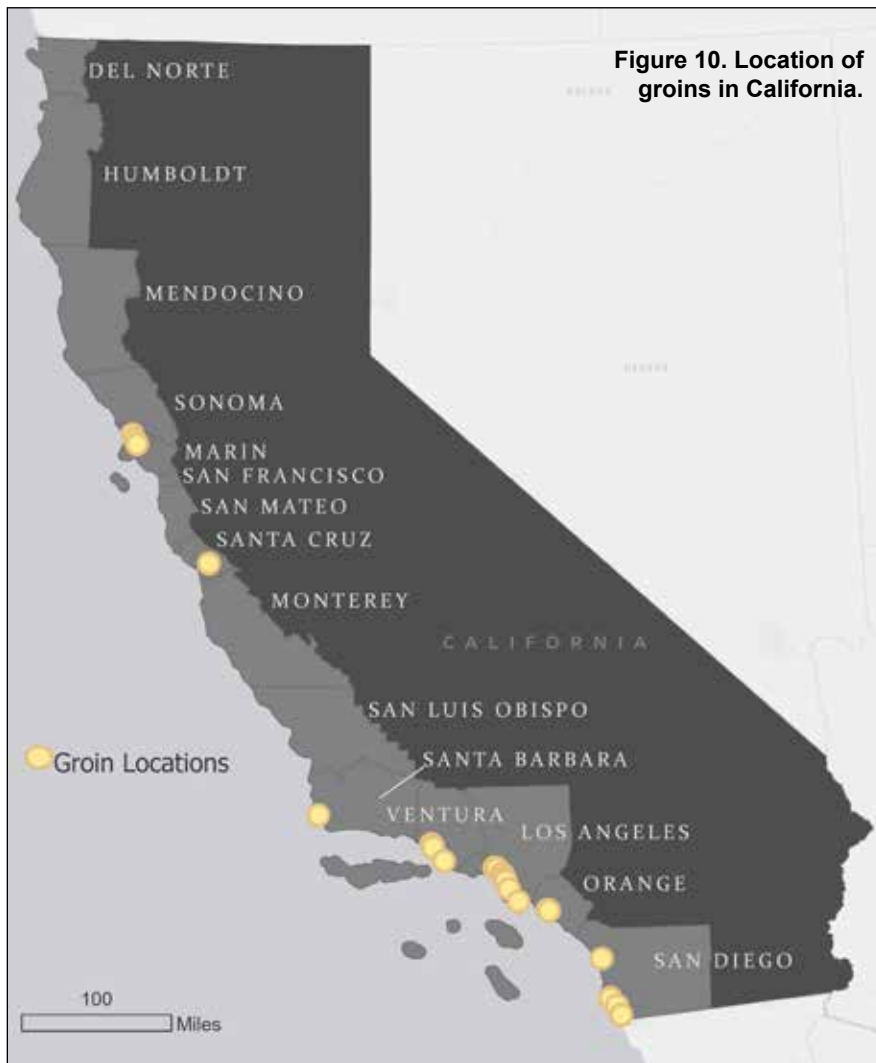 Figure 10. Location of
groins in California.
NEVADA
DEL NORTE
HUMBOLDT
MENDOCINO
SONOMA
MARIN
SAN FRANCISCO
SAN MATEO
SANTA CRUZ
MONTEREY
CALIFORNIA
SAN LUIS OBISPO
SANTA BARBARA
Groin Locations
VENTURA
LOS ANGELES
ORANGE
SAN DIEGO
100
Miles